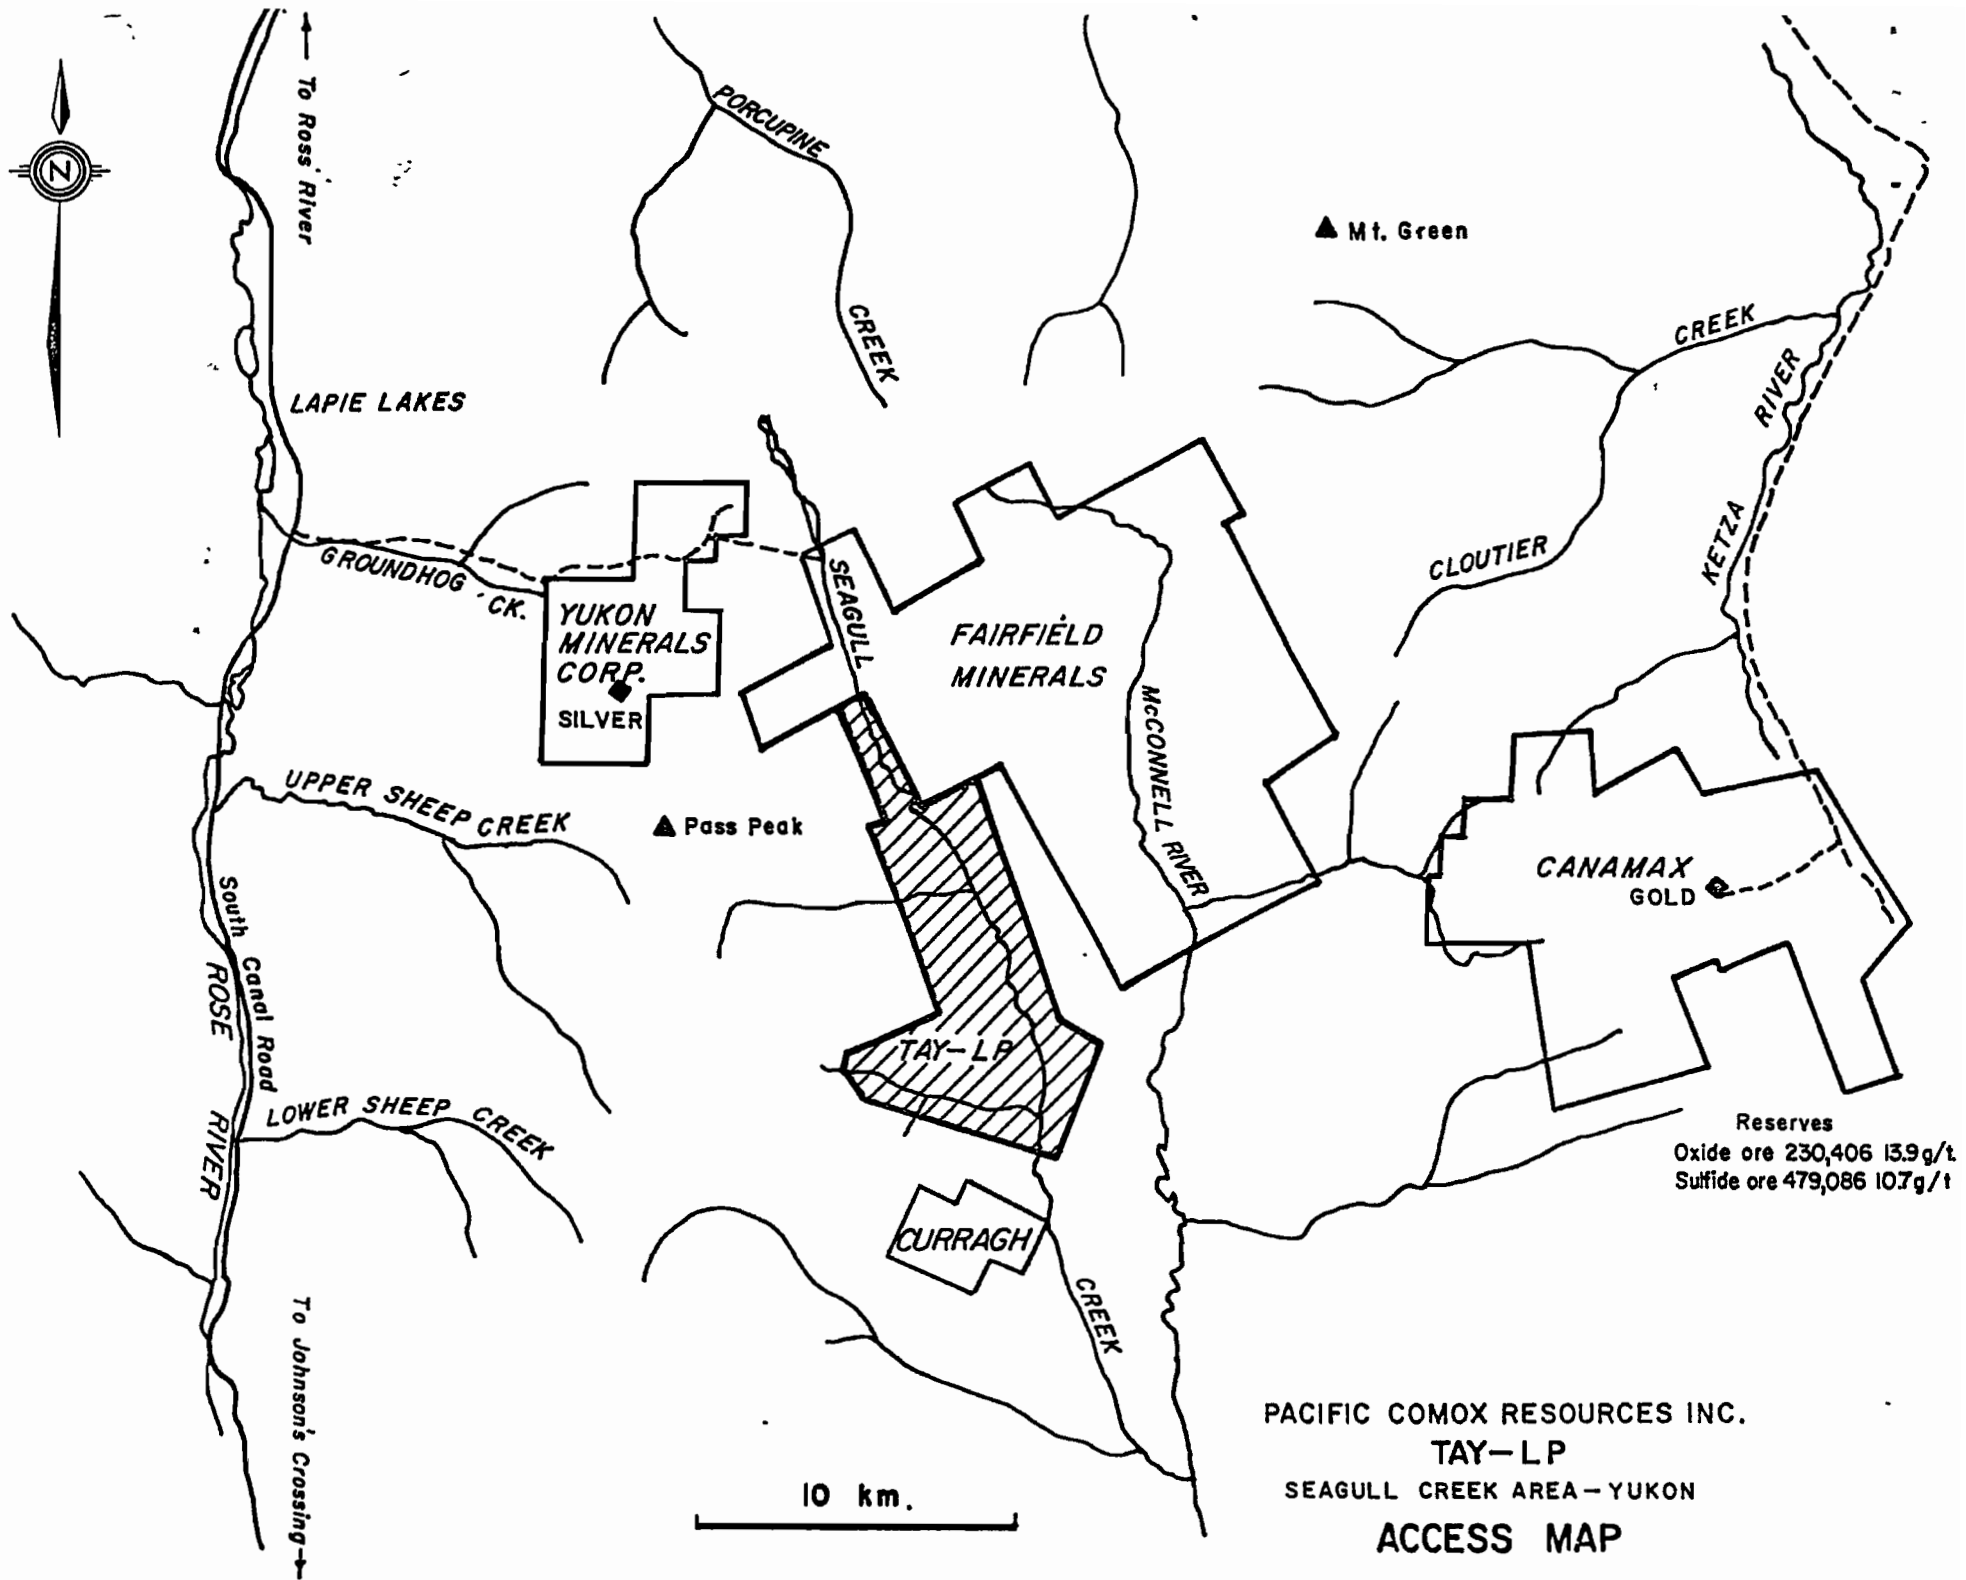 To Ross River
N
PORCUPINE
CREEK
Mt. Green
CREEK
RIVER
KETZA
CLOUTIER
LAPIE LAKES
GROUNDHOG CK.
YUKON
MINERALS
CORP.
SILVER
SEAGULL
FAIRFIELD
MINERALS
McCONNELL RIVER
UPPER SHEEP CREEK
Pass Peak
CANAMAX
GOLD
South Canal Road
ROSE
RIVER
TAY-LP
LOWER SHEEP CREEK
CURRAGH
CREEK
Reserves
Oxide ore 230,406 13.9g/t.
Sulfide ore 479,086 10.7g/t
To Johnson's Crossing
10 km.
PACIFIC COMOX RESOURCES INC.
TAY-LP
SEAGULL CREEK AREA-YUKON
ACCESS MAP